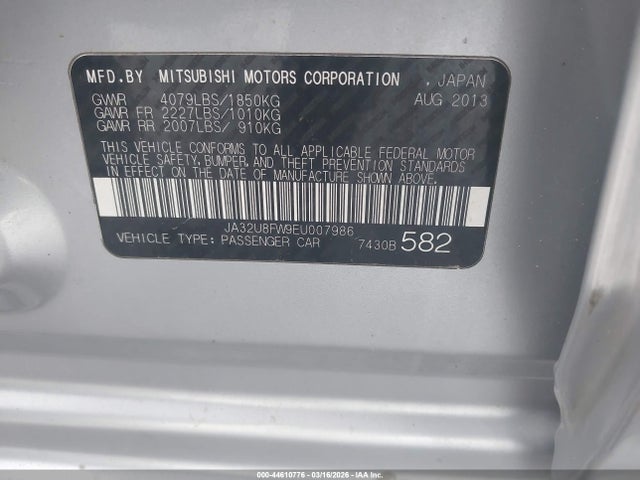 MFD.BY MITSUBISHI MOTORS CORPORATION , JAPAN
GVWR 4079LBS/1850KG AUG 2013
GAWR FR 2227LBS/1010KG
GAWR RR 2007LBS/ 910KG
THIS VEHICLE CONFORMS TO ALL APPLICABLE FEDERAL MOTOR
VEHICLE SAFETY, BUMPER, AND THEFT PREVENTION STANDARDS
IN EFFECT ON THE DATE OF MANUFACTURE SHOWN ABOVE.
JA32U8FW9EU007986
VEHICLE TYPE: PASSENGER CAR 7430B 582
000-44610776 - 03/16/2026 - IAAI.COM